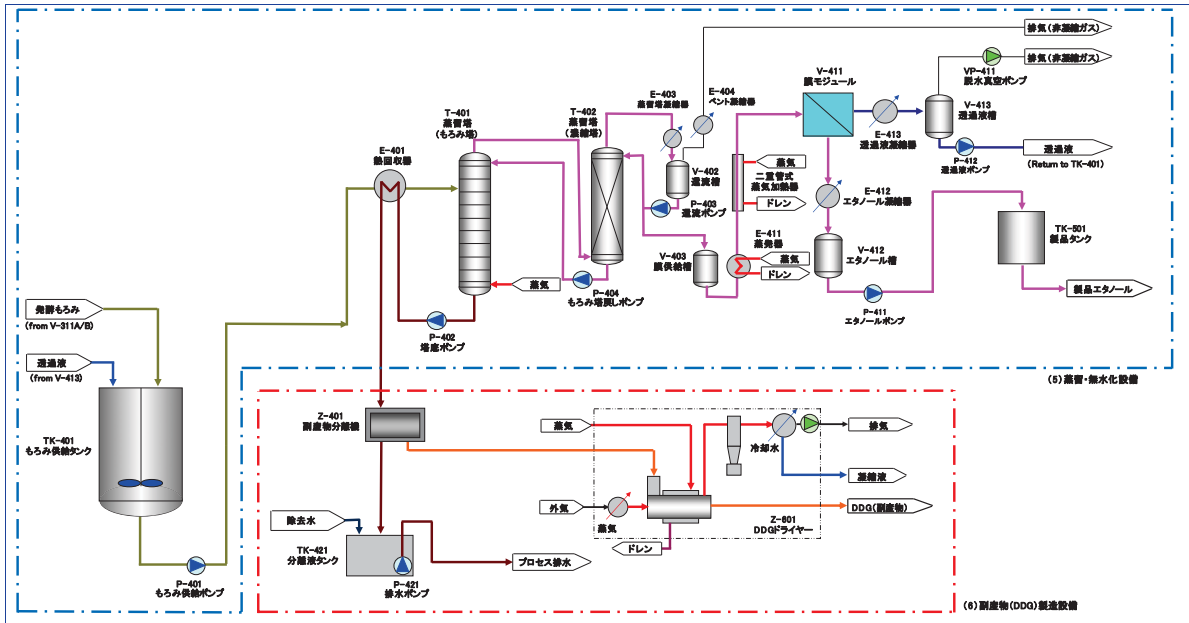 排気(非凝縮ガス)
排気(非凝縮ガス)
VP-411
脱水真空ポンプ
V-411
膜モジュール
E-404
ベント凝縮器
E-403
蒸留塔凝縮器
T-402
蒸留塔
(濃縮塔)
T-401
蒸留塔
(もろみ塔)
E-401
熱回収器
V-413
透過液槽
E-413
透過液凝縮器
P-412
透過液ポンプ
透過液
(Return to TK-401)
蒸気
二重管式
蒸気加熱器
ドレン
V-402
還流槽
P-403
還流ポンプ
E-412
エタノール凝縮器
E-411
蒸発器
蒸気
ドレン
V-403
膜供給槽
V-412
エタノール槽
TK-501
製品タンク
製品エタノール
P-411
エタノールポンプ
蒸気
P-404
もろみ塔戻しポンプ
P-402
塔底ポンプ
発酵もろみ
(from V-311A/B)
透過液
(from V-413)
TK-401
もろみ供給タンク
P-401
もろみ供給ポンプ
(5)蒸留・無水化設備
Z-401
副産物分離機
蒸気
冷却水
排気
凝縮液
外気
蒸気
DDG(副産物)
Z-601
DDGドライヤー
ドレン
除去水
TK-421
分離液タンク
P-421
排水ポンプ
プロセス排水
(6)副産物(DDG)製造設備